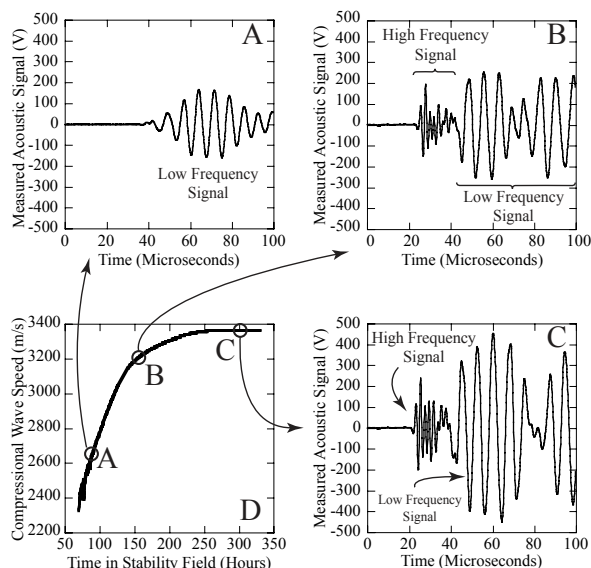 500
400
300
200
100
0
-100
-200
-300
-400
-500
Measured Acoustic Signal (V)
A
Low Frequency
Signal
0 20 40 60 80 100
Time (Microseconds)
500
400
300
200
100
0
-100
-200
-300
-400
-500
Measured Acoustic Signal (V)
High Frequency
Signal
B
Low Frequency
Signal
0 20 40 60 80 100
Time (Microseconds)
3400
3200
3000
2800
2600
2400
2200
Compressional Wave Speed (m/s)
A
B
C
D
50 100 150 200 250 300 350
Time in Stability Field (Hours)
500
400
300
200
100
0
-100
-200
-300
-400
-500
Measured Acoustic Signal (V)
High Frequency
Signal
C
Low Frequency
Signal
0 20 40 60 80 100
Time (Microseconds)